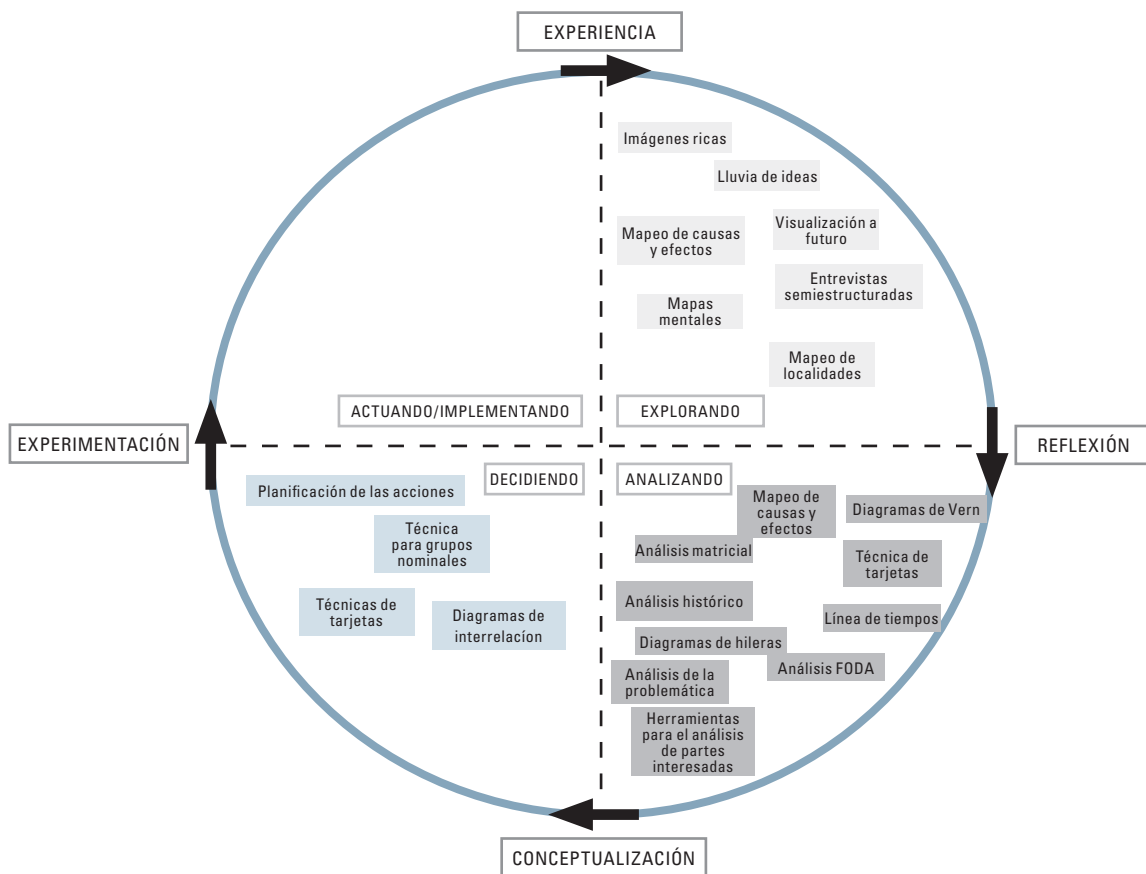 EXPERIENCIA
Imágenes ricas
Lluvia de ideas
Mapeo de causas
y efectos
Visualización a
futuro
Entrevistas
semiestructuradas
Mapas
mentales
Mapeo de
localidades
ACTUANDO/IMPLEMENTANDO
EXPLORANDO
EXPERIMENTACIÓN
REFLEXIÓN
DECIDIENDO
ANALIZANDO
Planificación de las acciones
Técnica
para grupos
nominales
Técnicas de
tarjetas
Diagramas de
interrelacíon
Mapeo de
causas y
efectos
Diagramas de Vern
Análisis matricial
Técnica de
tarjetas
Análisis histórico
Línea de tiempos
Diagramas de hileras
Análisis FODA
Análisis de la
problemática
Herramientas
para el análisis
de partes
interesadas
CONCEPTUALIZACIÓN